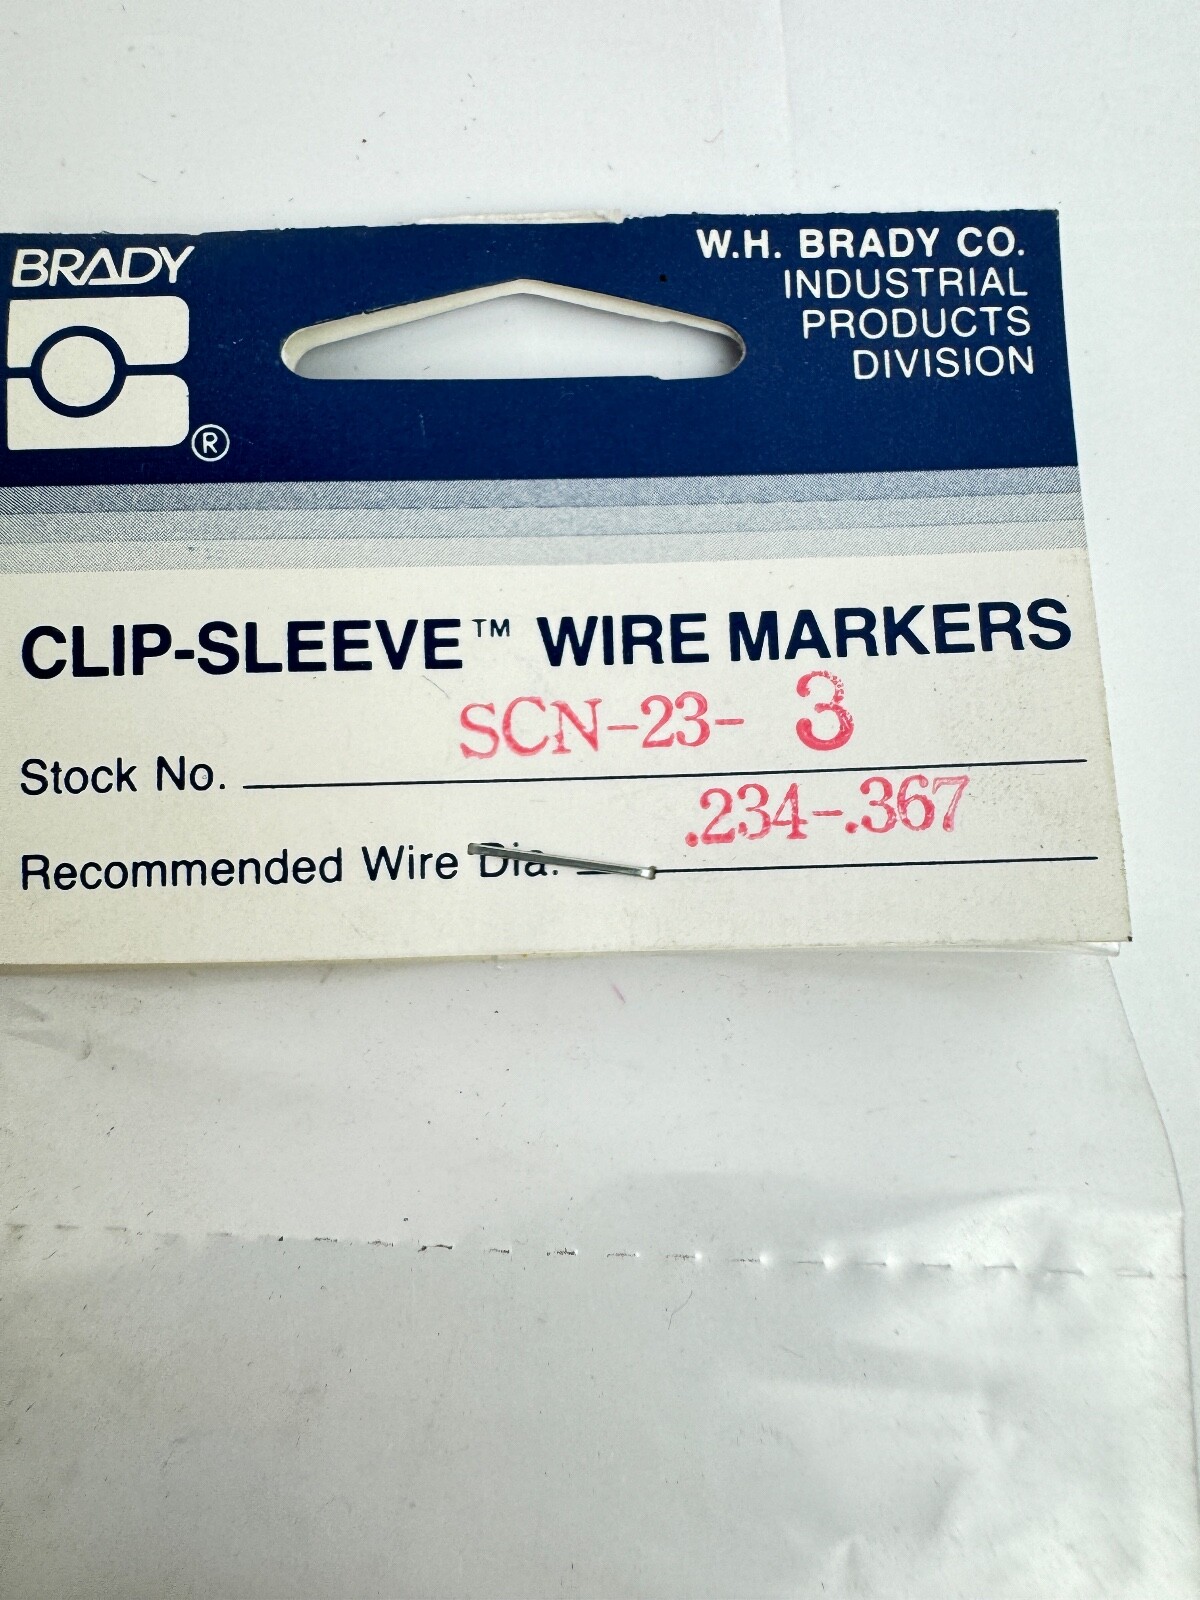 BRADY
®
W.H. BRADY CO.
INDUSTRIAL
PRODUCTS
DIVISION
CLIP-SLEEVE™ WIRE MARKERS
Stock No. SCN-23-3
Recommended Wire Dia. .234-.367